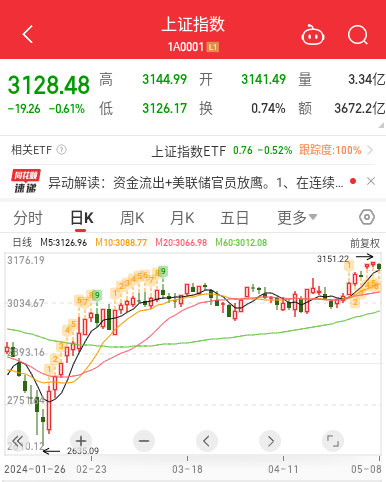 上证指数
1A0001 L1
3128.48 高 3144.99 开 3141.49 量 3.34亿
-19.26 -0.61% 低 3126.17 换 0.74% 额 3672.2亿
相关ETF ? 上证指数ETF 0.76 -0.52% 跟踪度:100%
同花顺速递 异动解读：资金流出+美联储官员放鹰。1、在连续...
分时 日K 周K 月K 五日 更多
日线 M5:3126.96 M10:3088.77 M20:3066.98 M60:3012.08 前复权
3176.19
3151.22
3034.67
2893.16
2751.64
2610.12
2635.09
2024-01-26 02-23 03-18 04-11 05-08